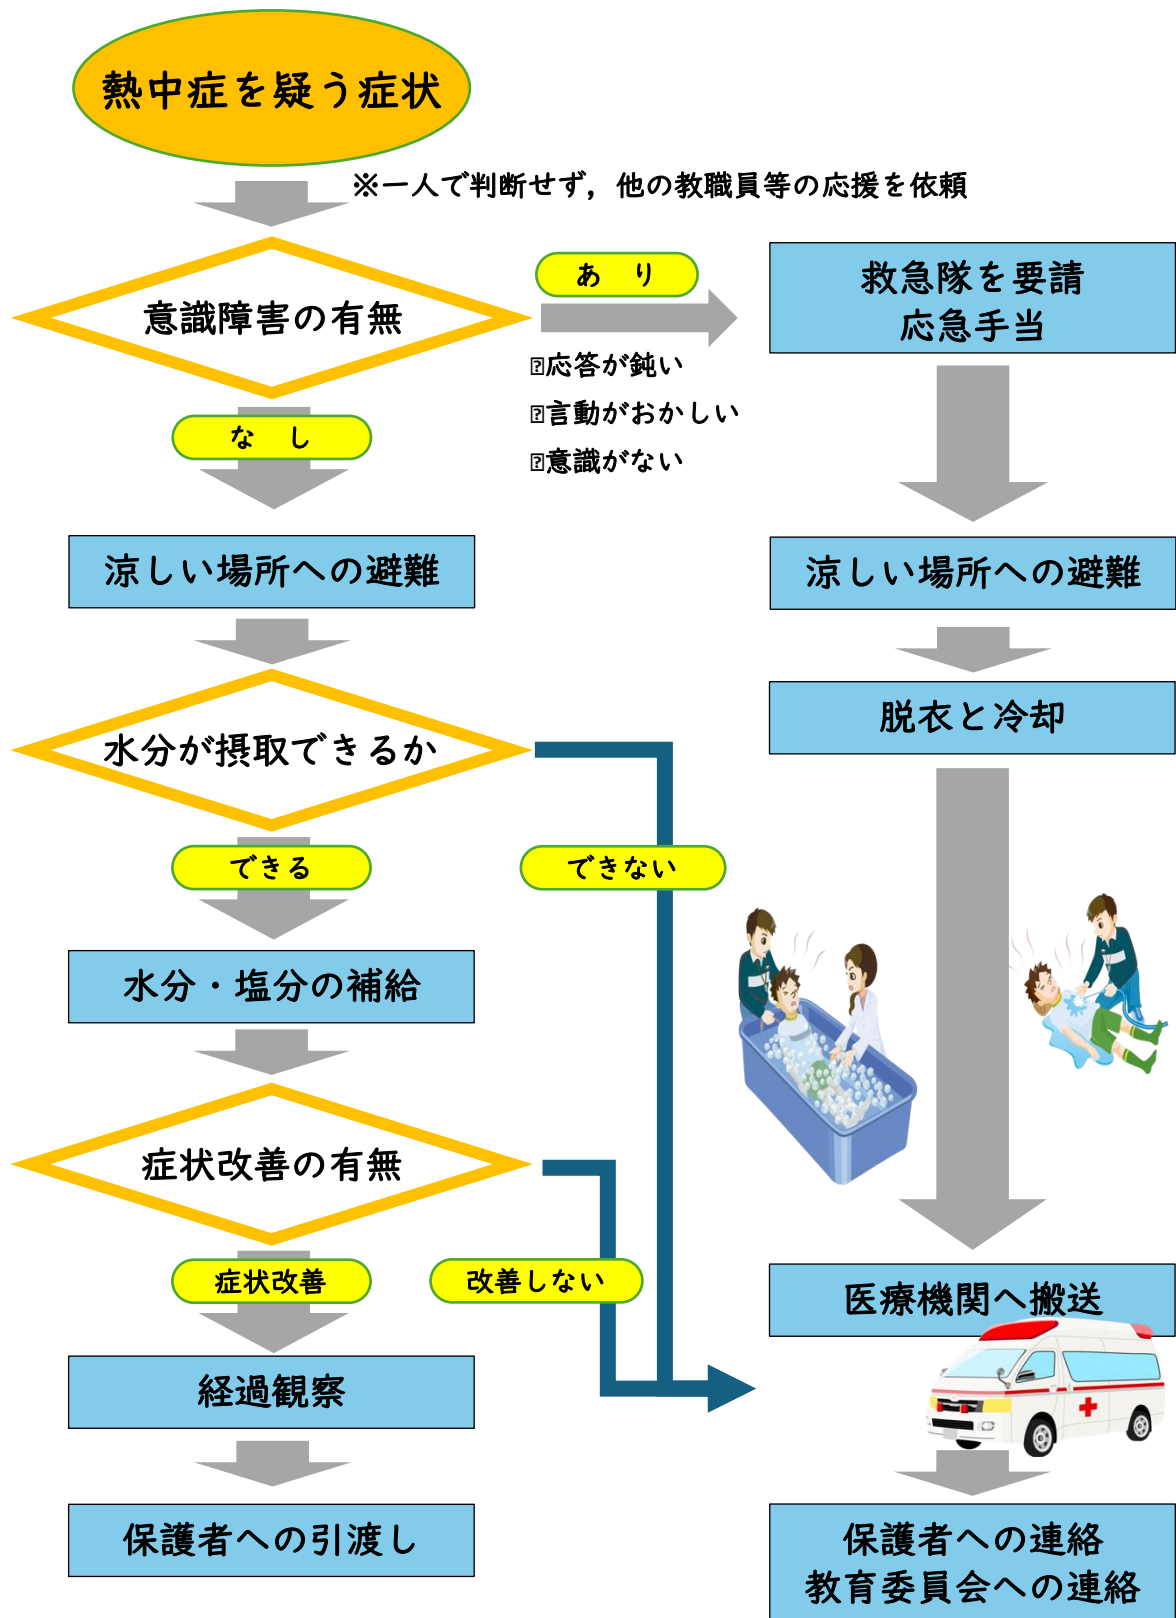 熱中症を疑う症状
※一人で判断せず，他の教職員等の応援を依頼
意識障害の有無
あ り
救急隊を要請
応急手当
応答が鈍い
言動がおかしい
意識がない
な し
涼しい場所への避難
涼しい場所への避難
脱衣と冷却
水分が摂取できるか
できる
できない
水分・塩分の補給
症状改善の有無
症状改善
改善しない
医療機関へ搬送
経過観察
保護者への引渡し
保護者への連絡
教育委員会への連絡